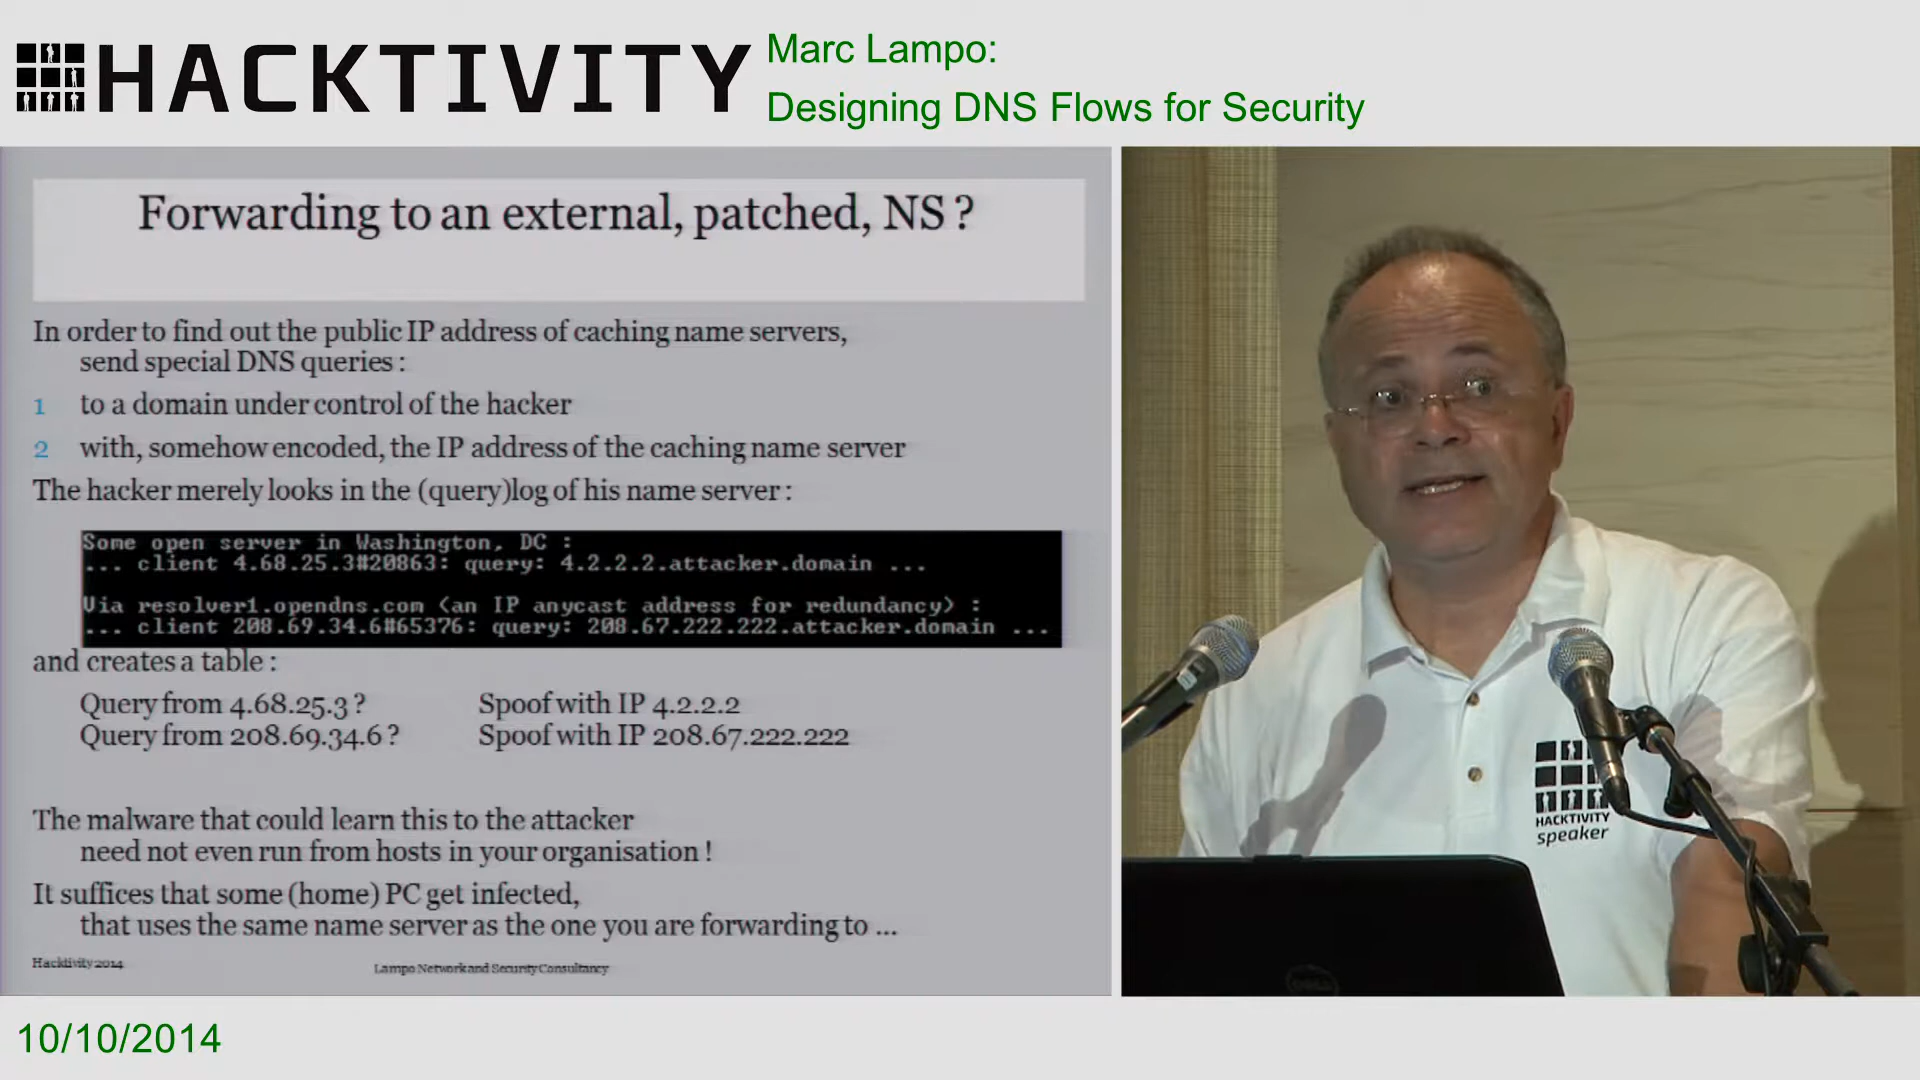 HACKTIVITY
Marc Lampo:
Designing DNS Flows for Security
Forwarding to an external, patched, NS ?
In order to find out the public IP address of caching name servers,
send special DNS queries :
1 to a domain under control of the hacker
2 with, somehow encoded, the IP address of the caching name server
The hacker merely looks in the (query)log of his name server :
Some open server in Washington, DC :
... client 4.68.25.3#20863: query: 4.2.2.2.attacker.domain ...
Via resolver1.opendns.com (an IP anycast address for redundancy) :
... client 208.69.34.6#65376: query: 208.67.222.222.attacker.domain ...
and creates a table :
Query from 4.68.25.3 ? Spoof with IP 4.2.2.2
Query from 208.69.34.6 ? Spoof with IP 208.67.222.222
The malware that could learn this to the attacker
need not even run from hosts in your organisation !
It suffices that some (home) PC get infected,
that uses the same name server as the one you are forwarding to ...
Hacktivity 2014
Lampo Network and Security Consultancy
HACKTIVITY
speaker
DELL
10/10/2014